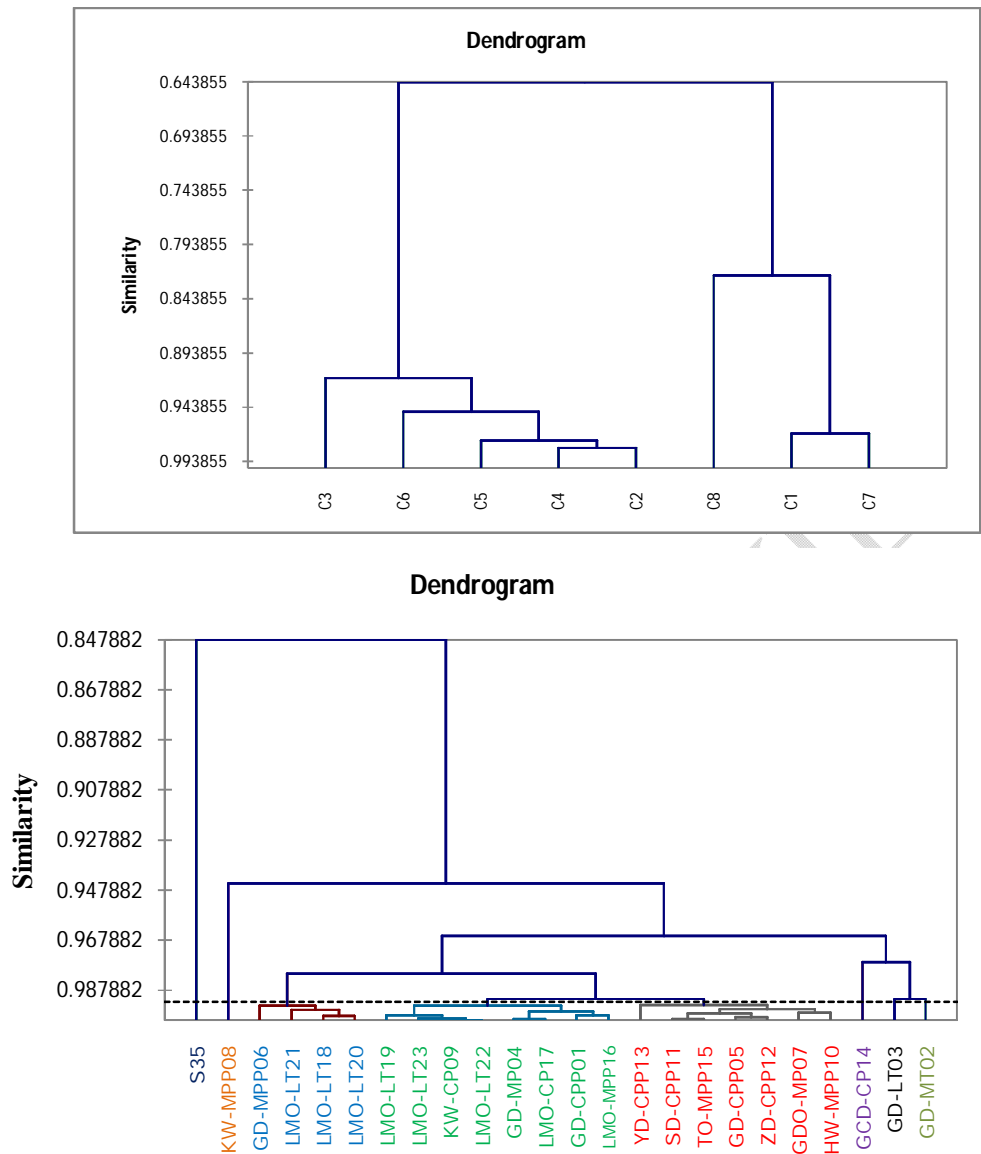 Dendrogram
0.643855
0.693855
0.743855
0.793855
0.843855
0.893855
0.943855
0.993855
Similarity
C3
C6
C5
C4
C2
C8
C1
C7
Dendrogram
0.847882
0.867882
0.887882
0.907882
0.927882
0.947882
0.967882
0.987882
Similarity
S35
KW-MPP08
GD-MPP06
LMO-LT21
LMO-LT18
LMO-LT20
LMO-LT19
LMO-LT23
KW-CP09
LMO-LT22
GD-MP04
LMO-CP17
GD-CPP01
LMO-MPP16
YD-CPP13
SD-CPP11
TO-MPP15
GD-CPP05
ZD-CPP12
GDO-MP07
HW-MPP10
GCD-CP14
GD-LT03
GD-MT02